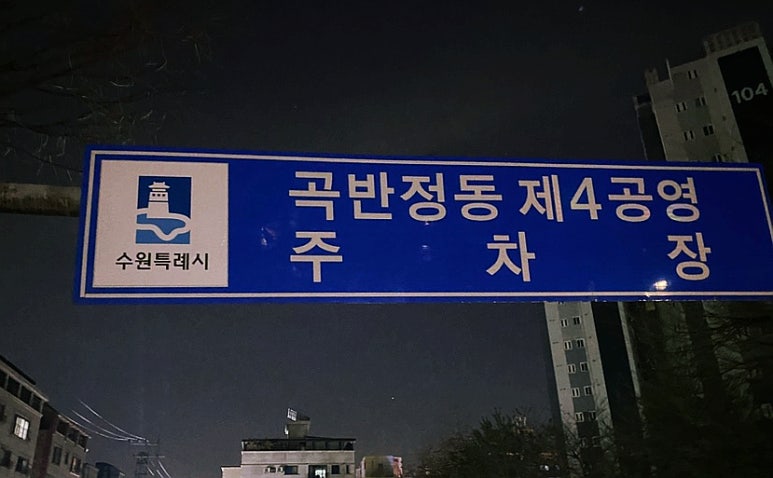 곡반정동 제4공영
주 차 장
수원특례시
104